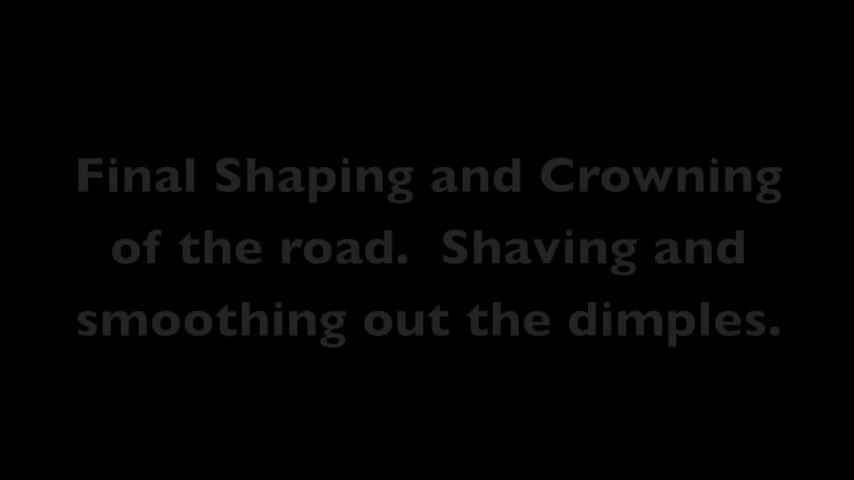 Final Shaping and Crowning
of the road.  Shaving and
smoothing out the dimples.